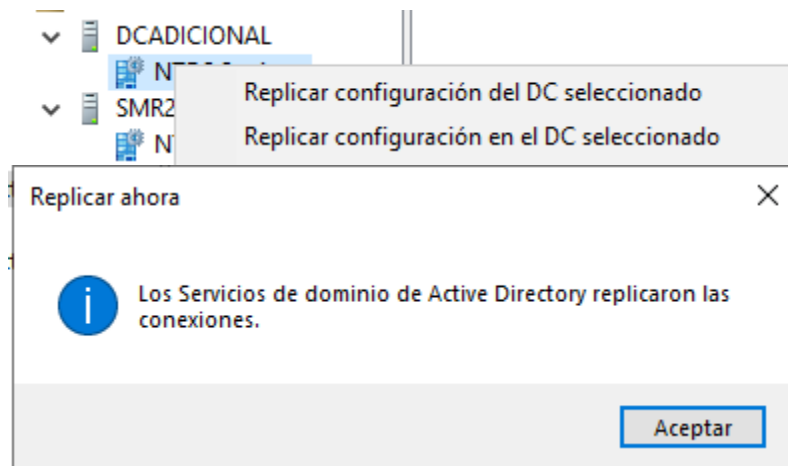 DCADICIONAL
Replicar configuración del DC seleccionado
SMR2
Replicar configuración en el DC seleccionado
Replicar ahora
Los Servicios de dominio de Active Directory replicaron las
conexiones.
Aceptar